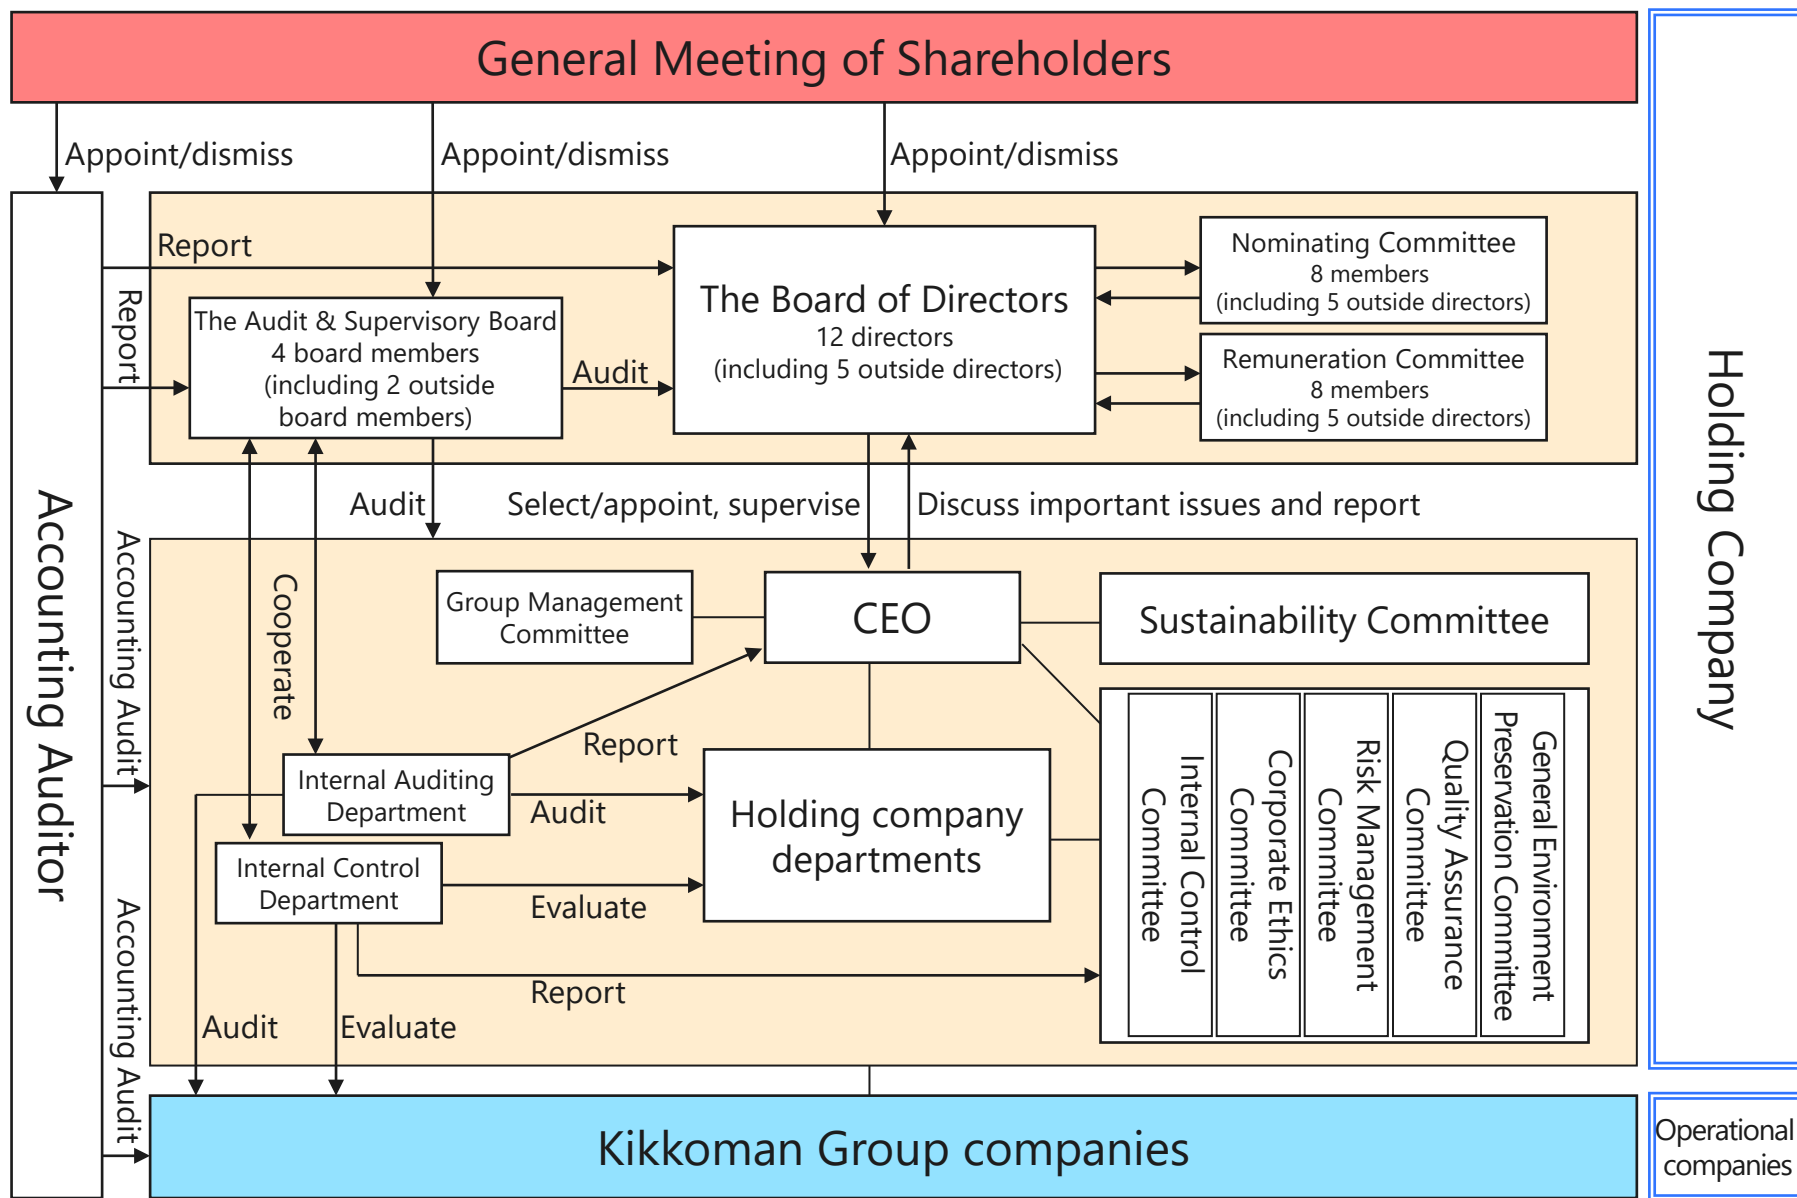 General Meeting of Shareholders
Appoint/dismiss
Appoint/dismiss
Appoint/dismiss
Accounting Auditor
Report
Report
The Audit & Supervisory Board
4 board members
(including 2 outside
board members)
Audit
The Board of Directors
12 directors
(including 5 outside directors)
Nominating Committee
8 members
(including 5 outside directors)
Remuneration Committee
8 members
(including 5 outside directors)
Holding Company
Audit
Select/appoint, supervise
Discuss important issues and report
Accounting Audit
Cooperate
Group Management
Committee
CEO
Sustainability Committee
Report
Internal Auditing
Department
Audit
Holding company
departments
Internal Control
Department
Evaluate
Report
Internal Control
Committee
Corporate Ethics
Committee
Risk Management
Committee
Quality Assurance
Committee
General Environment
Preservation Committee
Accounting Audit
Audit
Evaluate
Kikkoman Group companies
Operational
companies